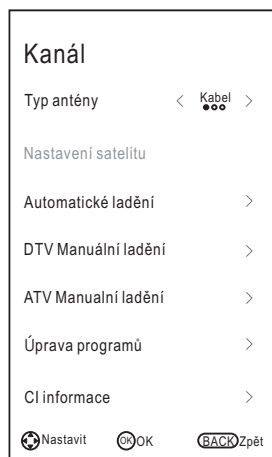 Kanál
Typ antény < Kabel >
Nastavení satelitu
Automatické ladění >
DTV Manuální ladění >
ATV Manualní ladění >
Úprava programů >
CI informace >
Nastavit OK OK BACK Zpět